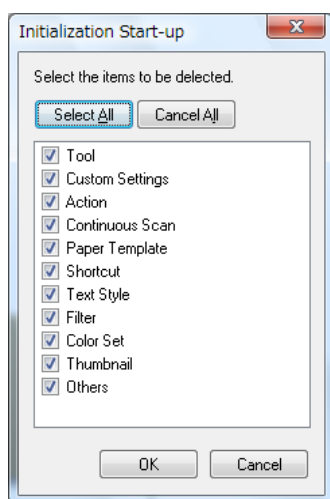 Initialization Start-up
Select the items to be delected.
Select All Cancel All
Tool
Custom Settings
Action
Continuous Scan
Paper Template
Shortcut
Text Style
Filter
Color Set
Thumbnail
Others
OK Cancel